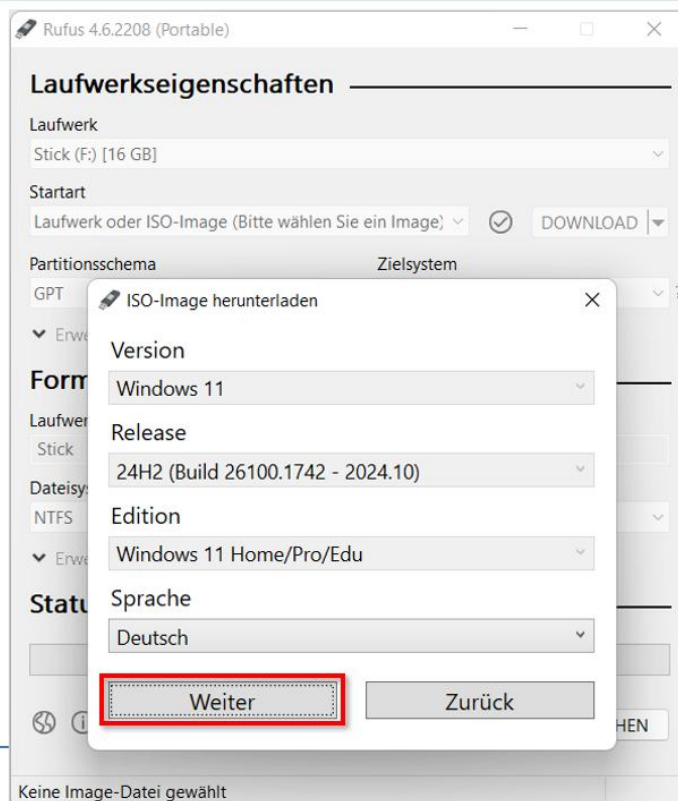 Rufus 4.6.2208 (Portable)
Laufwerkseigenschaften
Laufwerk
Stick (F:) [16 GB]
Startart
Laufwerk oder ISO-Image (Bitte wählen Sie ein Image) DOWNLOAD
Partitionsschema Zielsystem
GPT
ISO-Image herunterladen
Version
Windows 11
Release
24H2 (Build 26100.1742 - 2024.10)
Edition
Windows 11 Home/Pro/Edu
Sprache
Deutsch
Weiter Zurück
Stick
NTFS
Keine Image-Datei gewählt